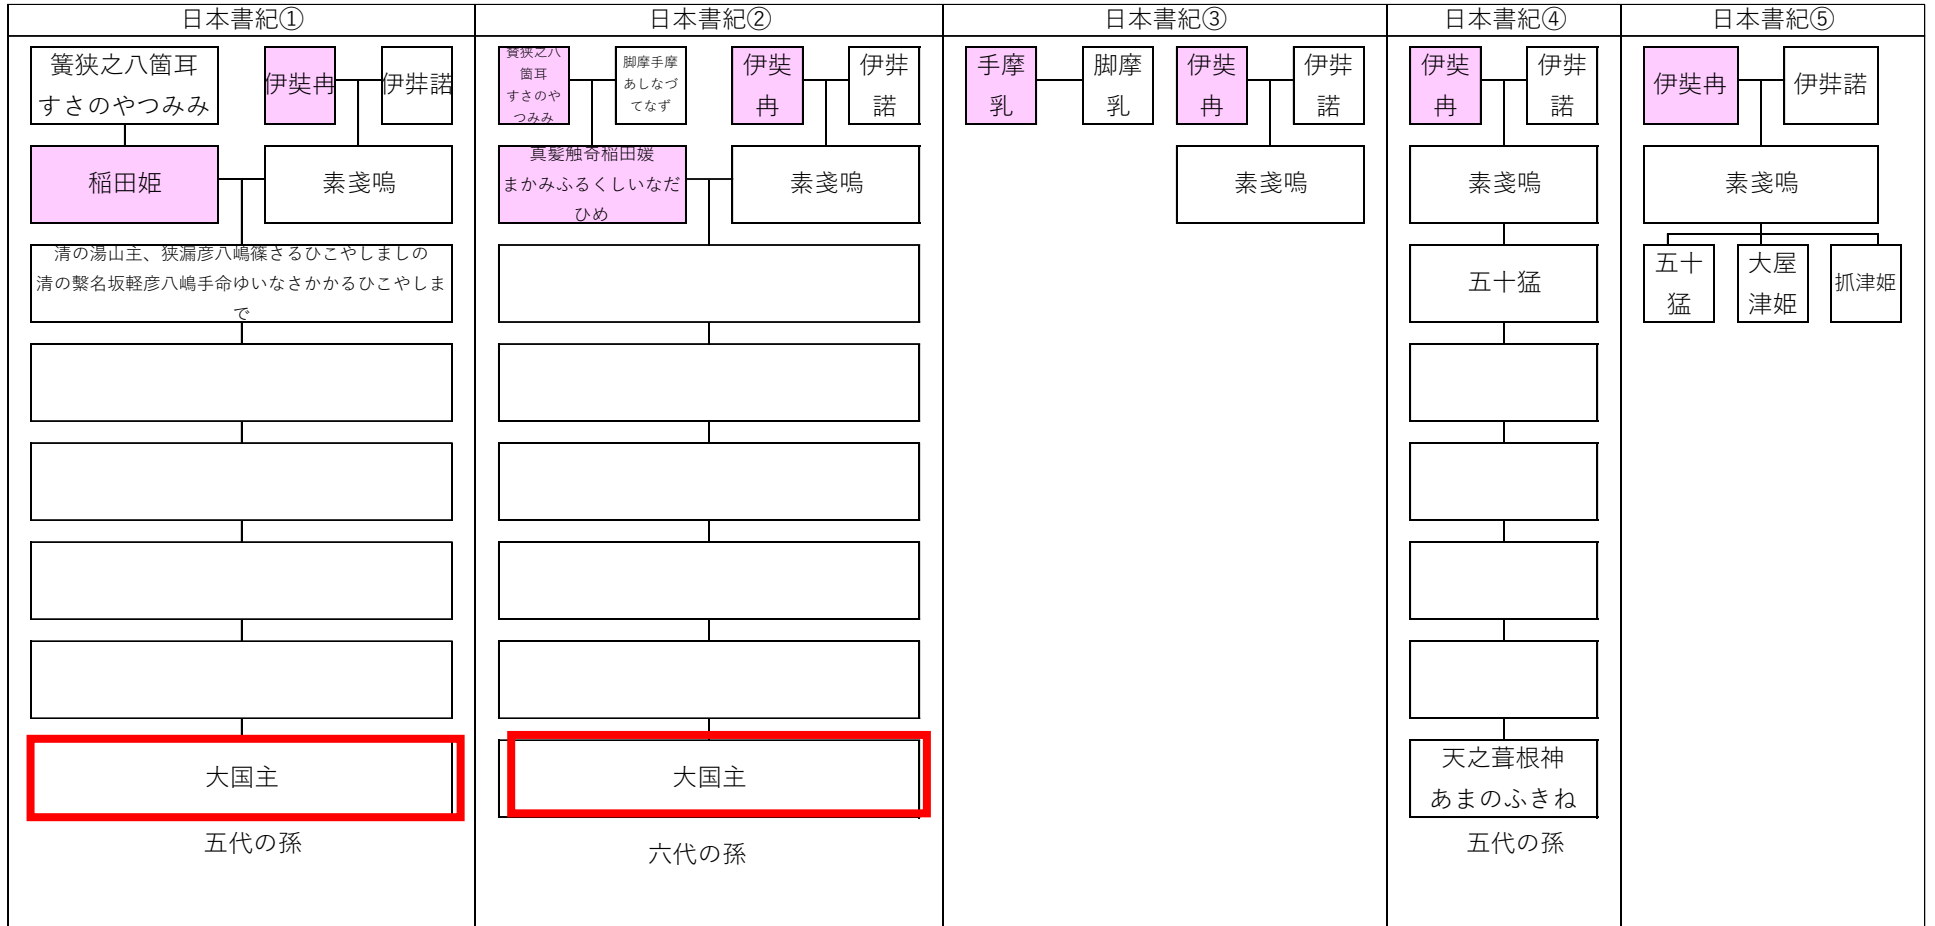 日本書紀①
簀狭之八箇耳
すさのやつみみ
伊奘冉
伊弉諾
稲田姫
素戔嗚
清の湯山主、狭漏彦八嶋篠さるひこやしましの
清の繫名坂軽彦八嶋手命ゆいなさかかるひこやしま
で
大国主
五代の孫
日本書紀②
簀狭之八
箇耳
すさのや
つみみ
脚摩手摩
あしなづ
てなず
伊奘
冉
伊弉
諾
真髪触奇稲田媛
まかみふるくしいなだ
ひめ
素戔嗚
大国主
六代の孫
日本書紀③
手摩
乳
脚摩
乳
伊奘
冉
伊弉
諾
素戔嗚
日本書紀④
伊奘
冉
伊弉
諾
素戔嗚
五十猛
天之葺根神
あまのふきね
五代の孫
日本書紀⑤
伊奘冉
伊弉諾
素戔嗚
五十
猛
大屋
津姫
抓津姫